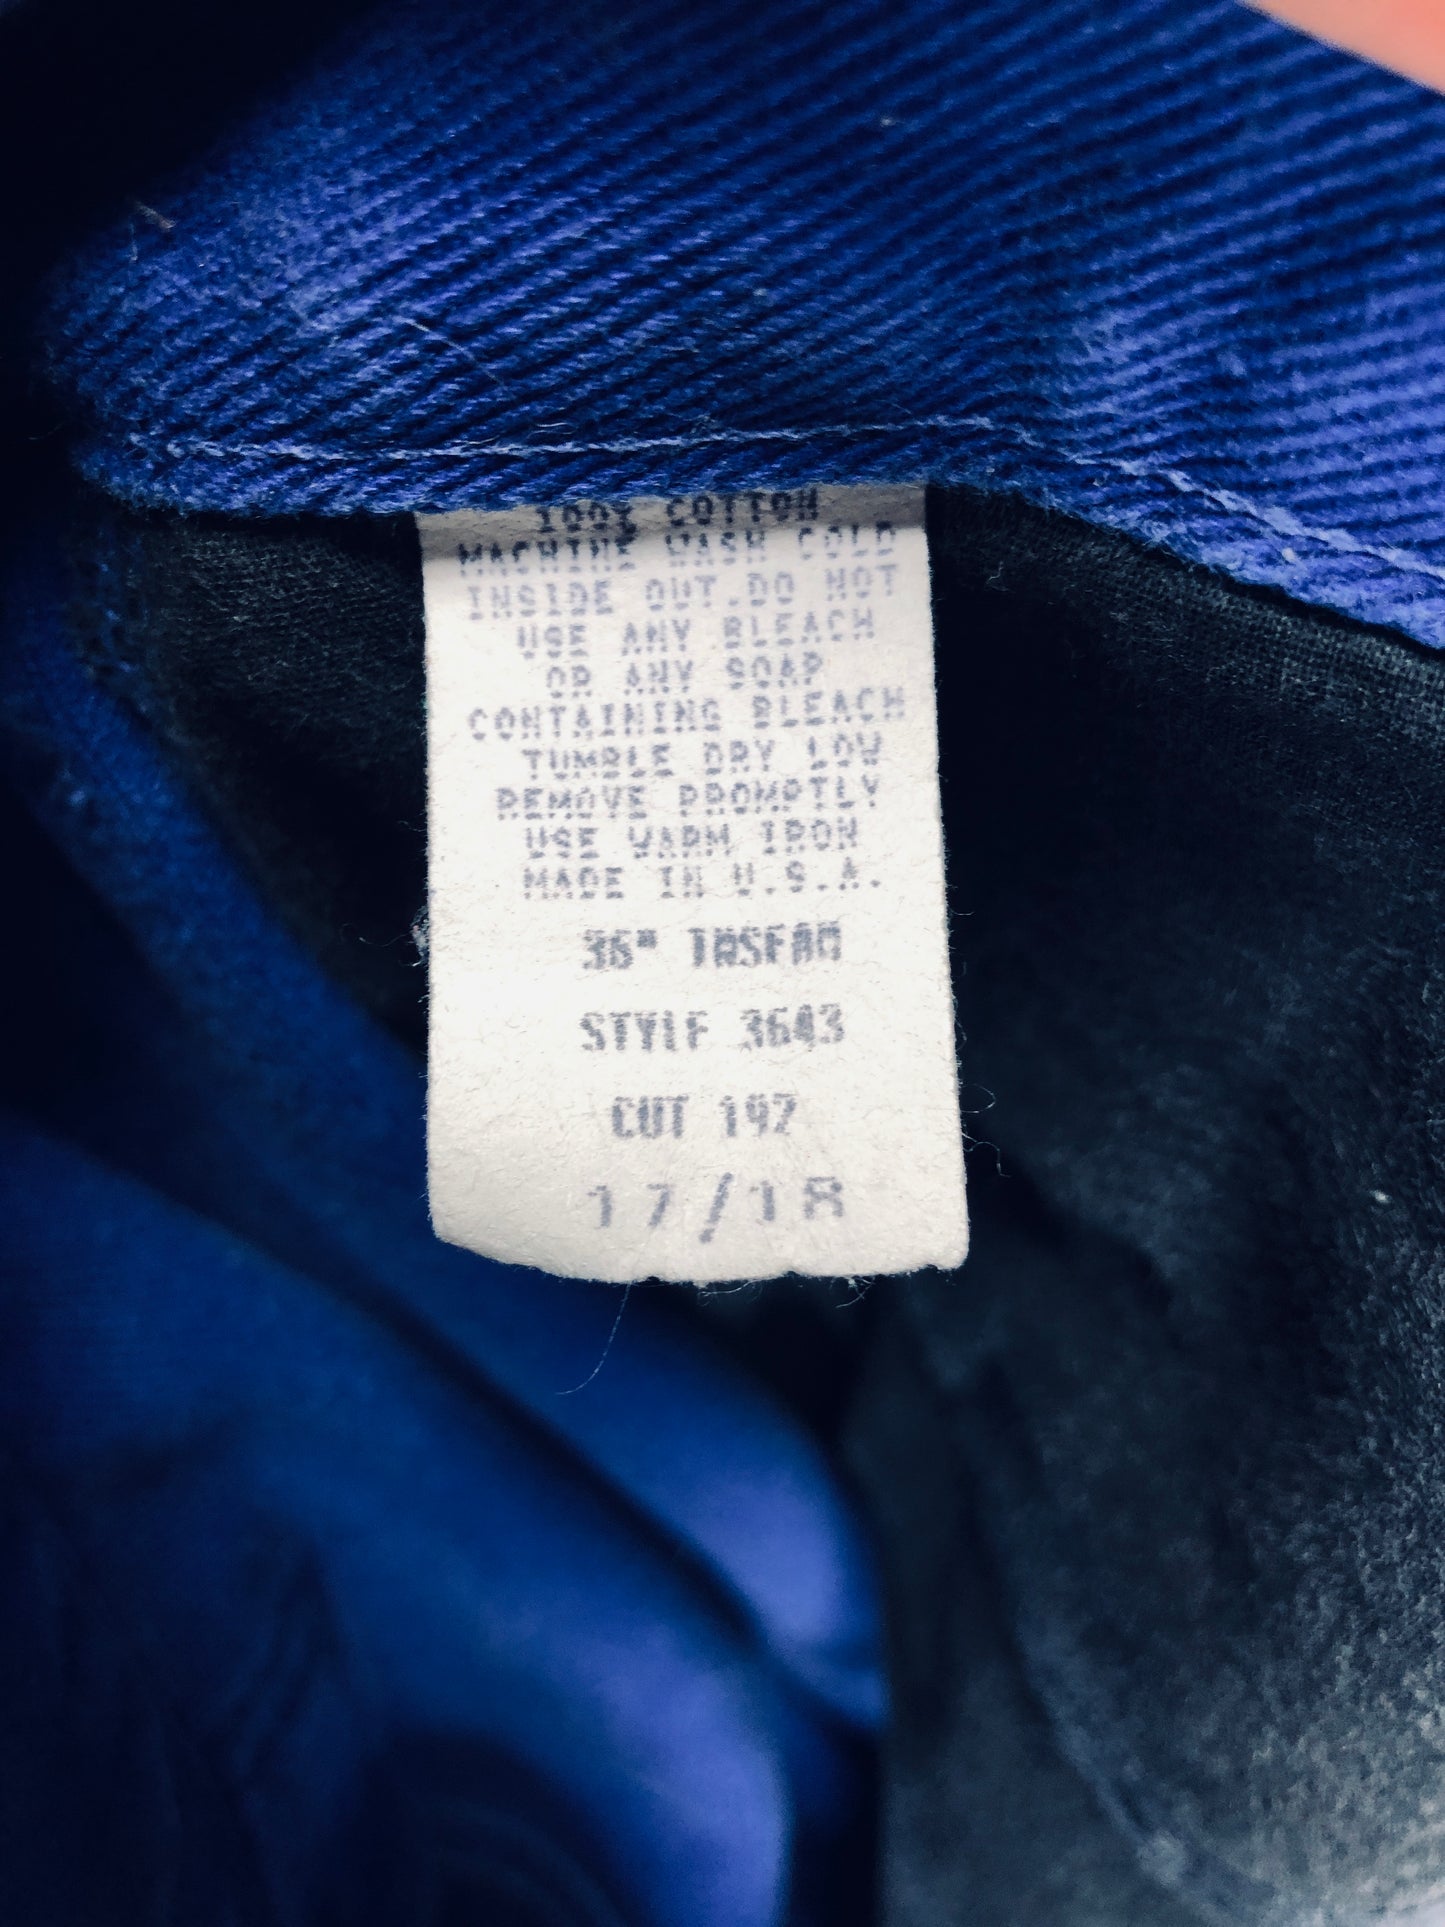 100% COTTON
MACHINE WASH COLD
INSIDE OUT.DO NOT
USE ANY BLEACH
OR ANY SOAP
CONTAINING BLEACH
TUMBLE DRY LOW
REMOVE PROMPTLY
USE WARM IRON
MADE IN U.S.A.
36" INSEAM
STYLE 3643
CUT 197
17/18